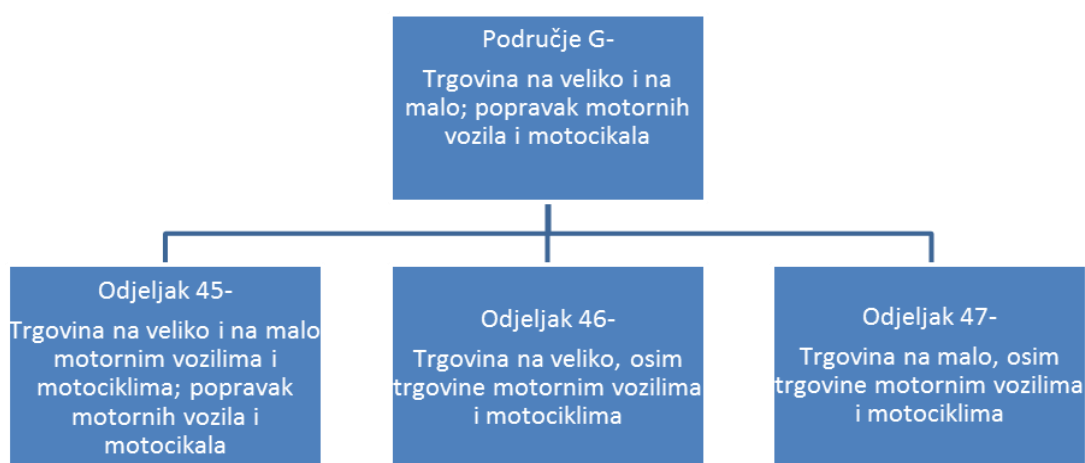 Područje G-
Trgovina na veliko i na
malo; popravak motornih
vozila i motocikala
Odjeljak 45-
Trgovina na veliko i na malo
motornim vozilima i
motociklima; popravak
motornih vozila i
motocikala
Odjeljak 46-
Trgovina na veliko, osim
trgovine motornim vozilima
i motociklima
Odjeljak 47-
Trgovina na malo, osim
trgovine motornim vozilima
i motociklima